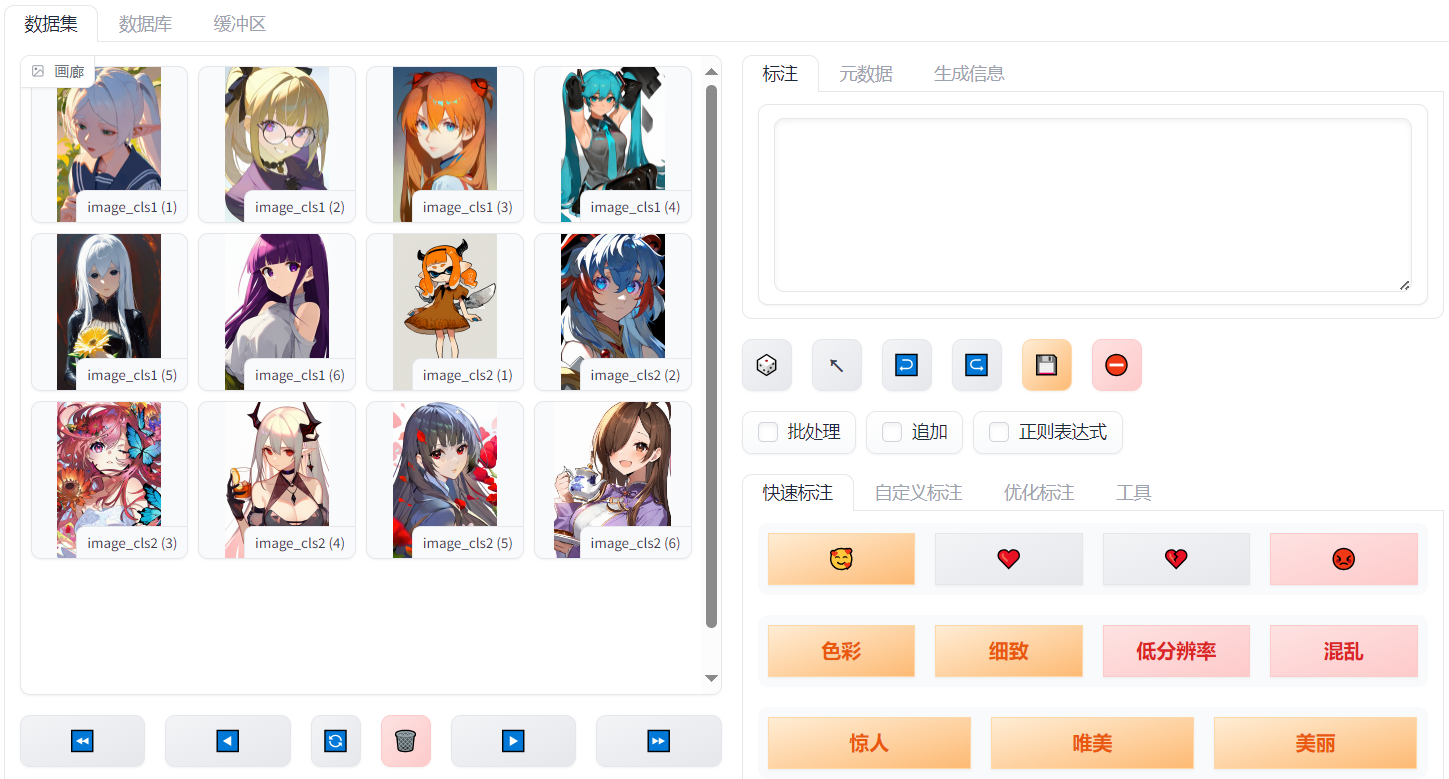 数据集 数据库 缓冲区
画廊
image_cls1 (1) image_cls1 (2) image_cls1 (3) image_cls1 (4)
image_cls1 (5) image_cls1 (6) image_cls2 (1) image_cls2 (2)
image_cls2 (3) image_cls2 (4) image_cls2 (5) image_cls2 (6)
标注 元数据 生成信息
批处理 追加 正则表达式
快速标注 自定义标注 优化标注 工具
色彩 细致 低分辨率 混乱
惊人 唯美 美丽